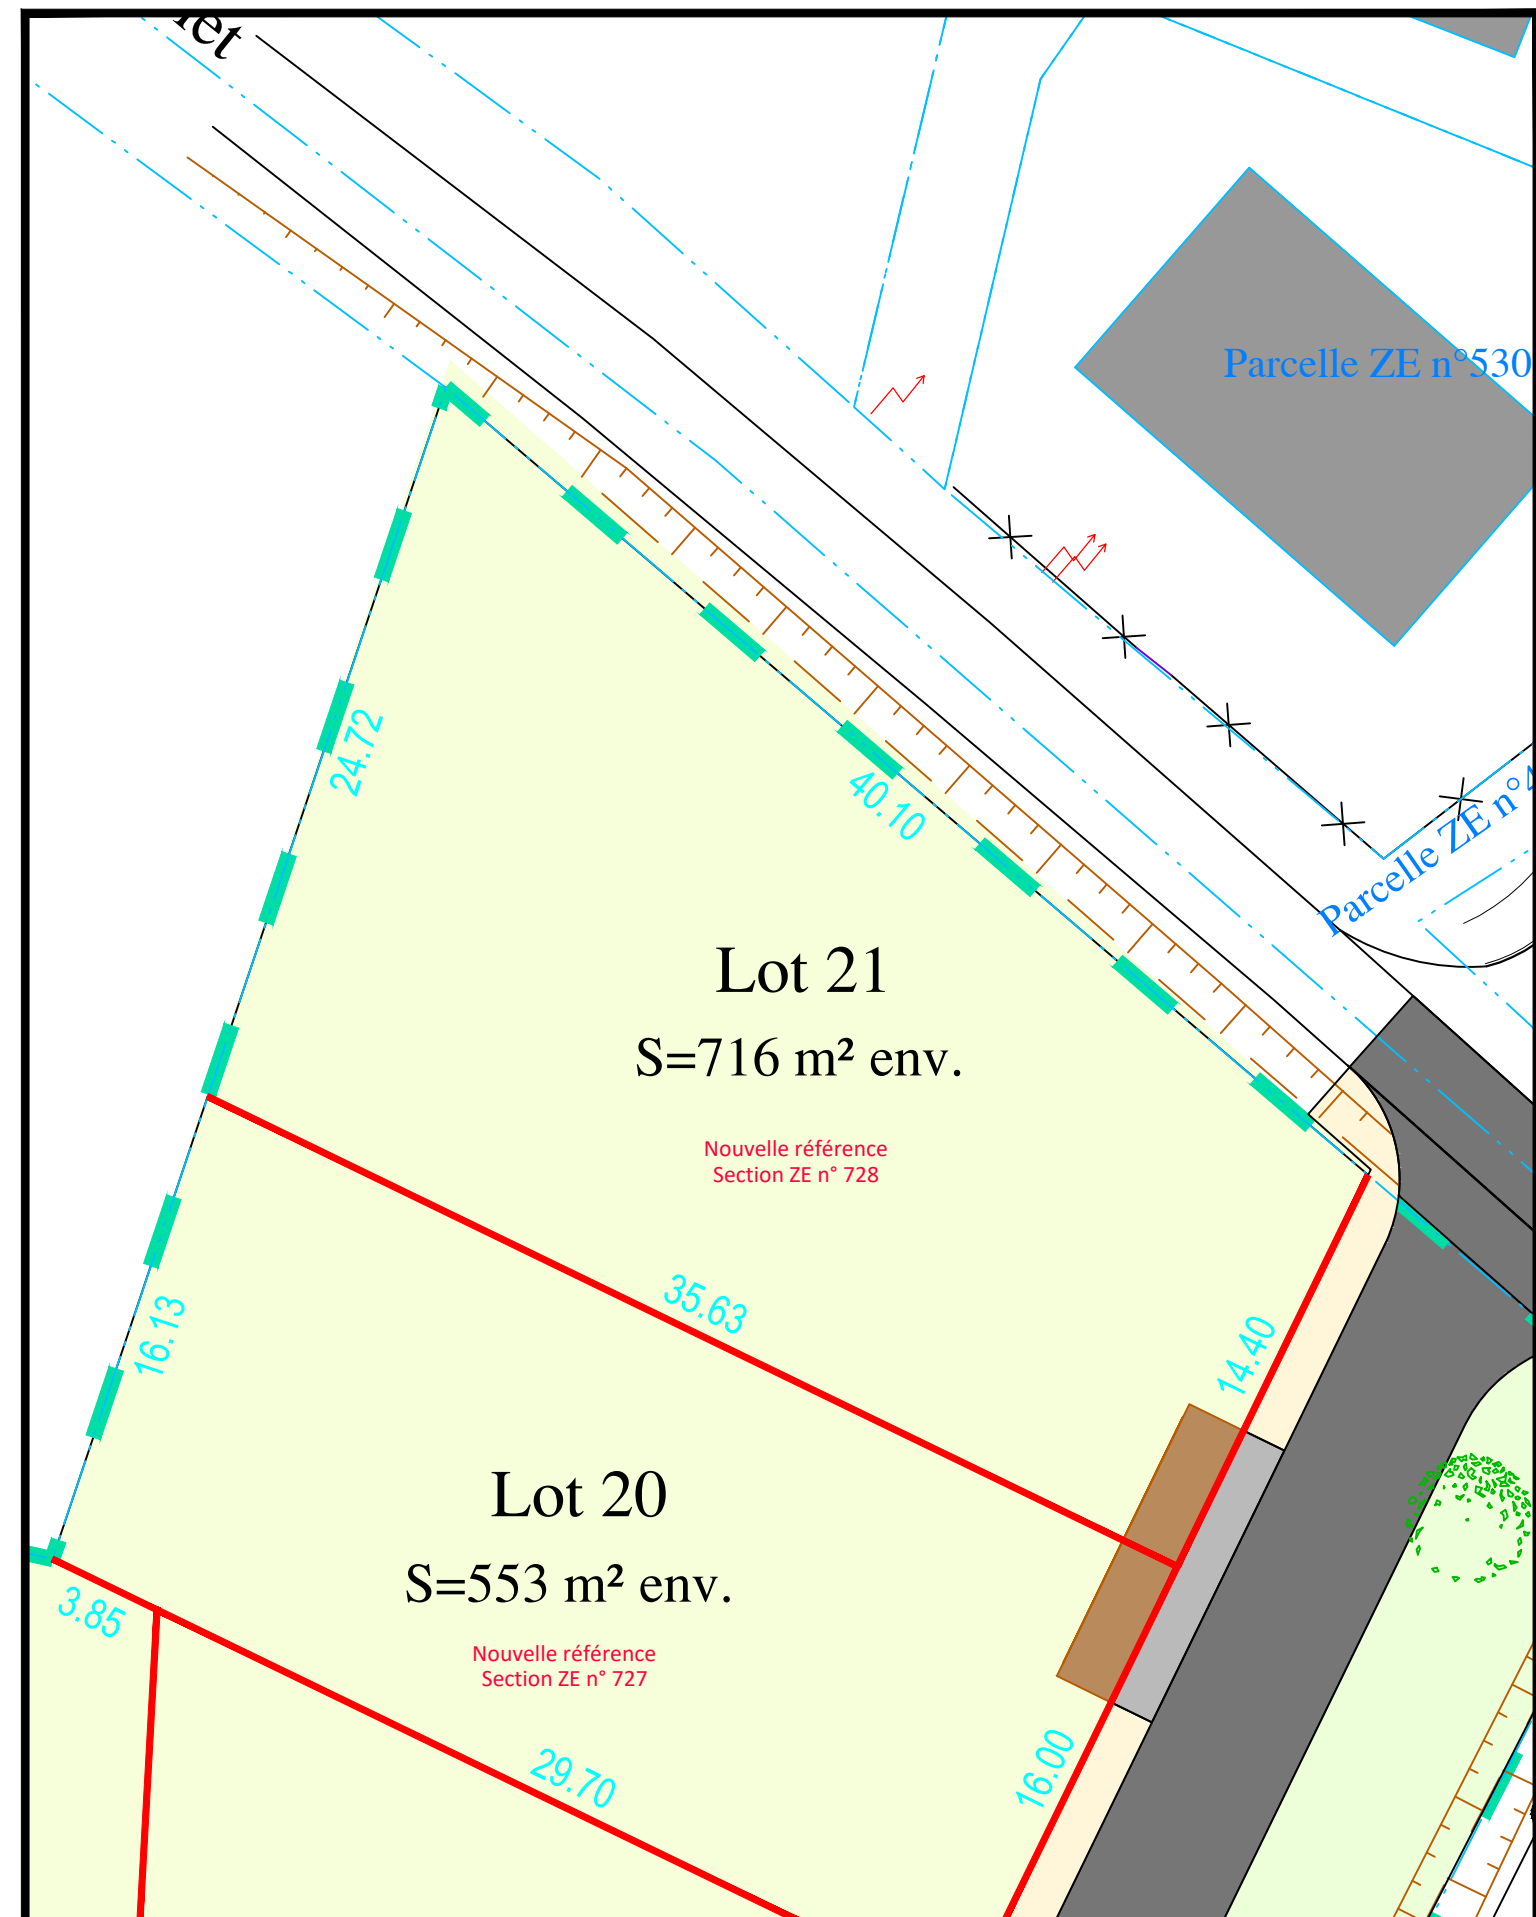 Parcelle ZE n°530
24.72
40.10
Parcelle ZE n°
Lot 21
S=716 m² env.
Nouvelle référence
Section ZE n° 728
35.63
14.40
16.13
Lot 20
S=553 m² env.
Nouvelle référence
Section ZE n° 727
3.85
29.70
16.00